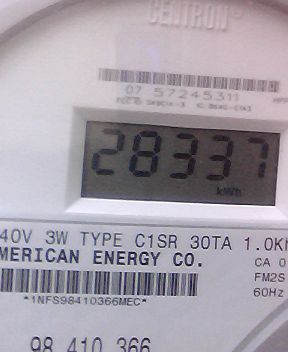 CENTRON®
07 57245311
28337
kWh
40V 3W TYPE C1SR 30TA 1.0K
MERICAN ENERGY CO.
CA 0
FM2S
60Hz
*1NFS98410366MEC*
98 410 366